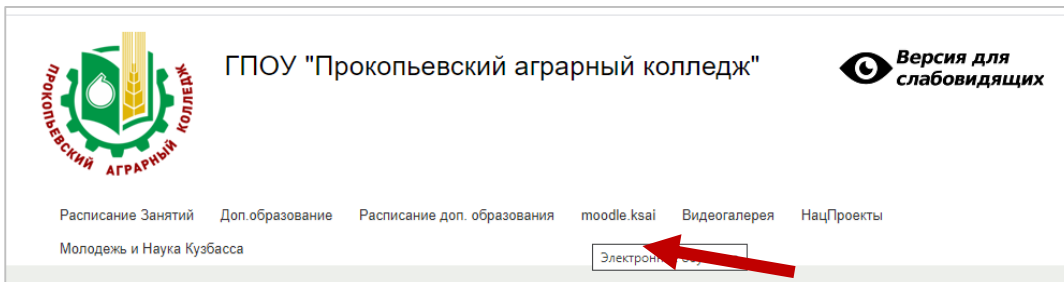 ПРОКОПЬЕВСКИЙ АГРАРНЫЙ КОЛЛЕДЖ
ГПОУ "Прокопьевский аграрный колледж"
Версия для
слабовидящих
Расписание Занятий Доп.образование Расписание доп. образования moodle.ksai Видеогалерея НацПроекты
Молодежь и Наука Кузбасса